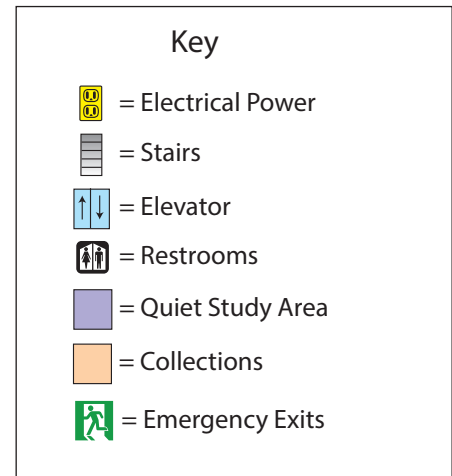 Key
= Electrical Power
= Stairs
= Elevator
= Restrooms
= Quiet Study Area
= Collections
= Emergency Exits